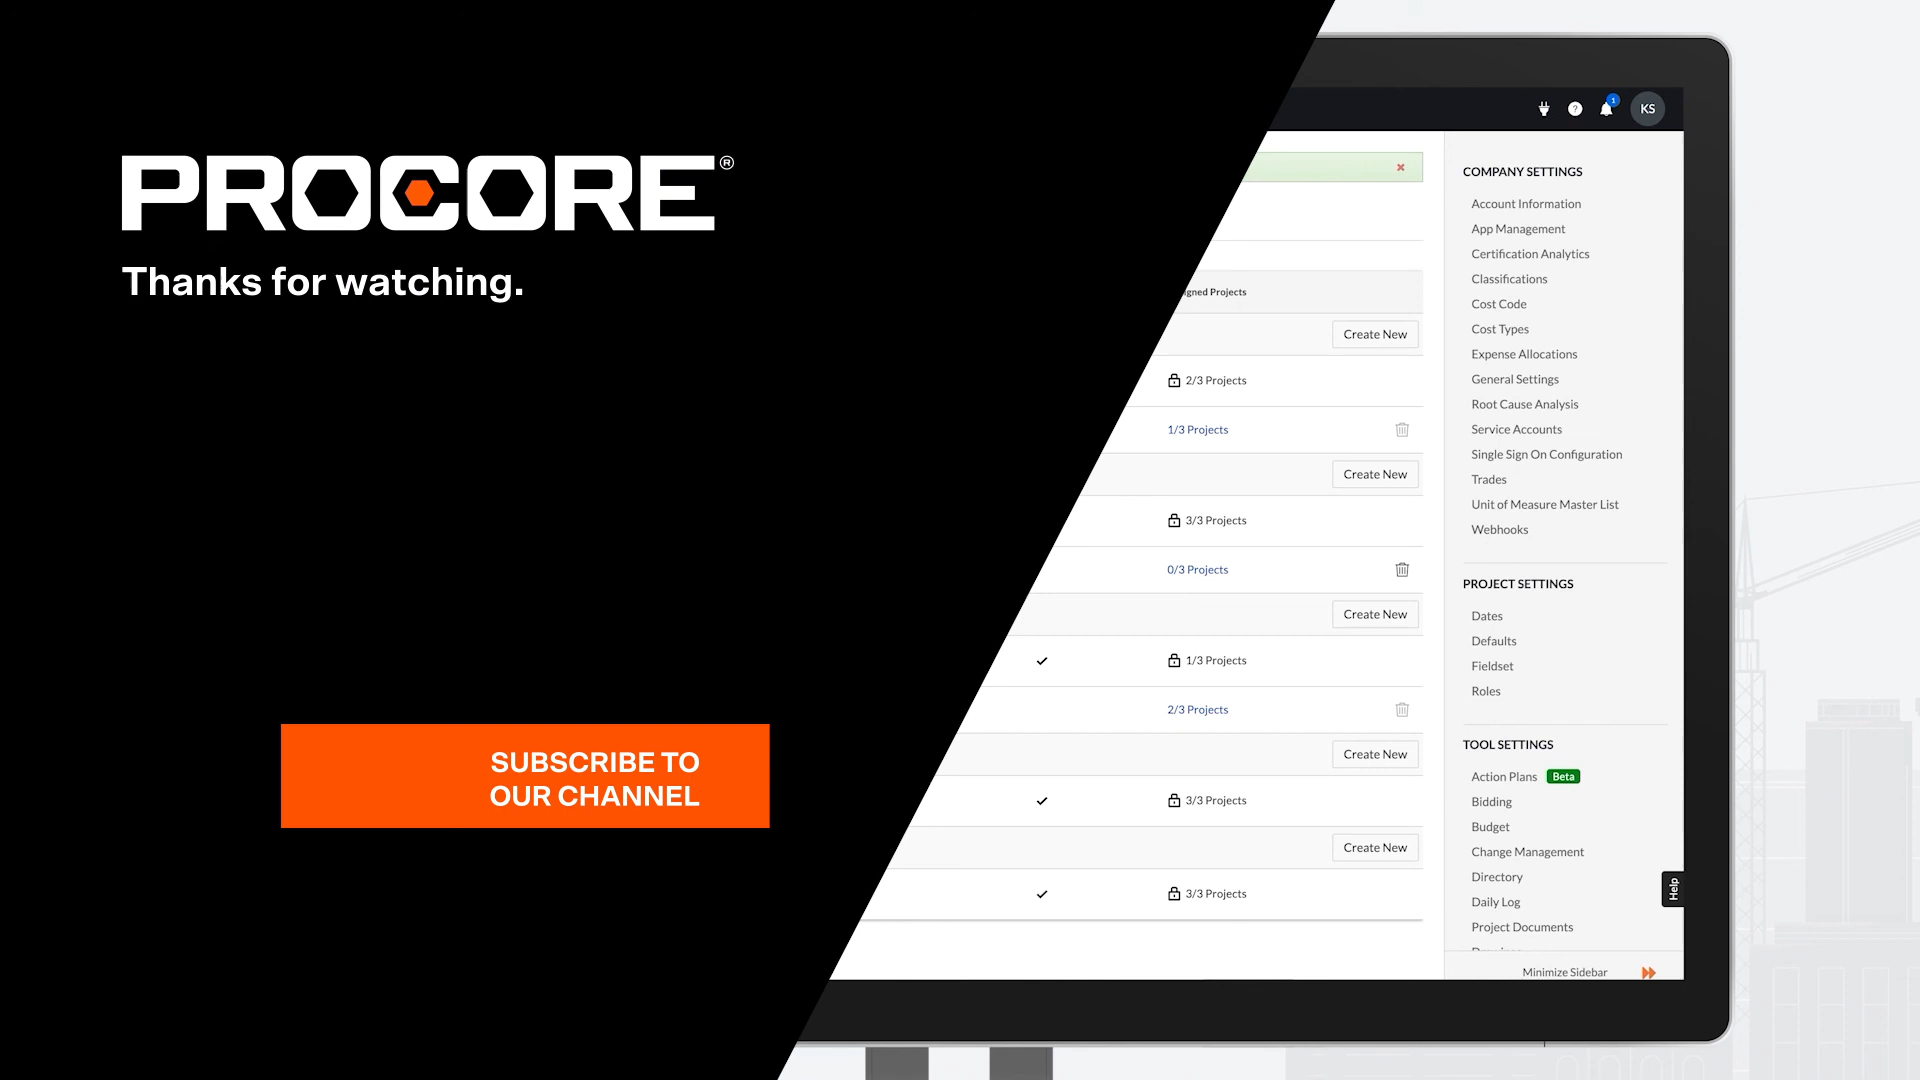 PROCORE®
Thanks for watching.
SUBSCRIBE TO
OUR CHANNEL
1
KS
gned Projects
Create New
2/3 Projects
1/3 Projects
Create New
3/3 Projects
0/3 Projects
Create New
1/3 Projects
2/3 Projects
Create New
3/3 Projects
Create New
3/3 Projects
COMPANY SETTINGS
Account Information
App Management
Certification Analytics
Classifications
Cost Code
Cost Types
Expense Allocations
General Settings
Root Cause Analysis
Service Accounts
Single Sign On Configuration
Trades
Unit of Measure Master List
Webhooks
PROJECT SETTINGS
Dates
Defaults
Fieldset
Roles
TOOL SETTINGS
Action Plans Beta
Bidding
Budget
Change Management
Directory
Daily Log
Project Documents
Minimize Sidebar
Help